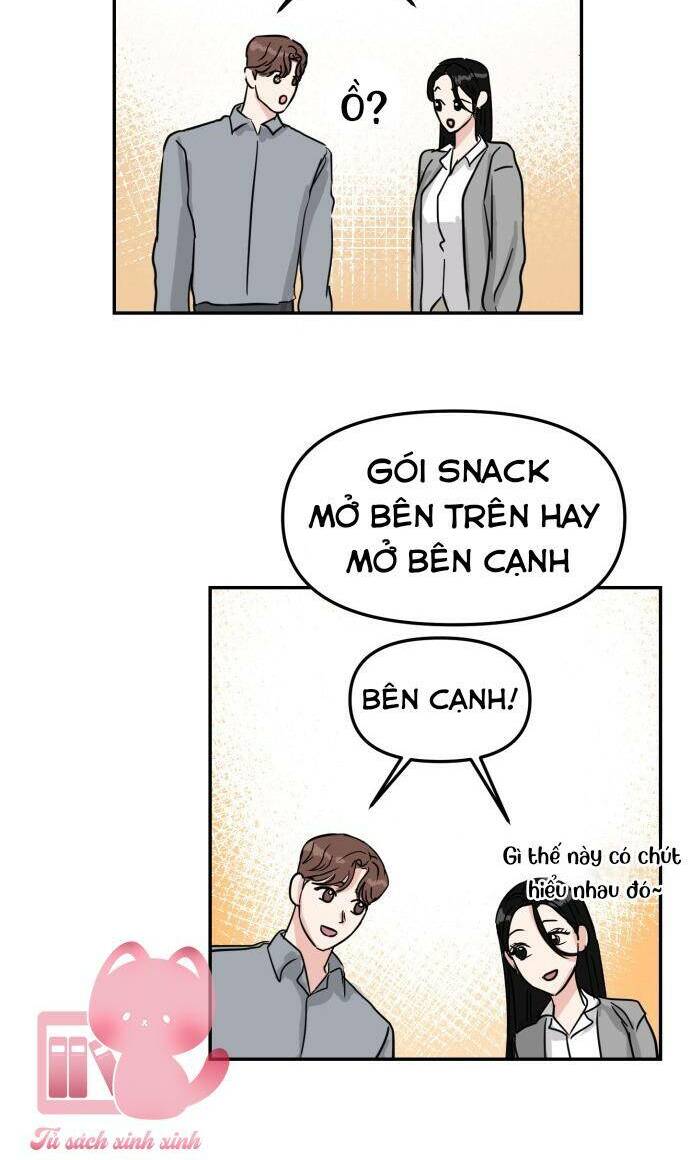 Ồ?
GÓI SNACK
MỞ BÊN TRÊN HAY
MỞ BÊN CẠNH
BÊN CẠNH!
Gì thế này có chút
hiểu nhau đó~
Tủ sách xinh xinh